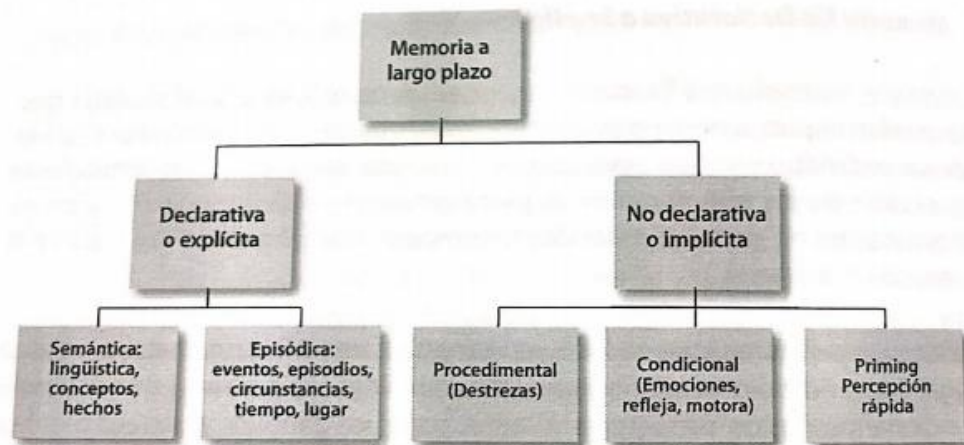 Memoria a
largo plazo
Declarativa
o explícita
No declarativa
o implícita
Semántica:
lingüística,
conceptos,
hechos
Episódica:
eventos, episodios,
circunstancias,
tiempo, lugar
Procedimental
(Destrezas)
Condicional
(Emociones,
refleja, motora)
Priming
Percepción
rápida